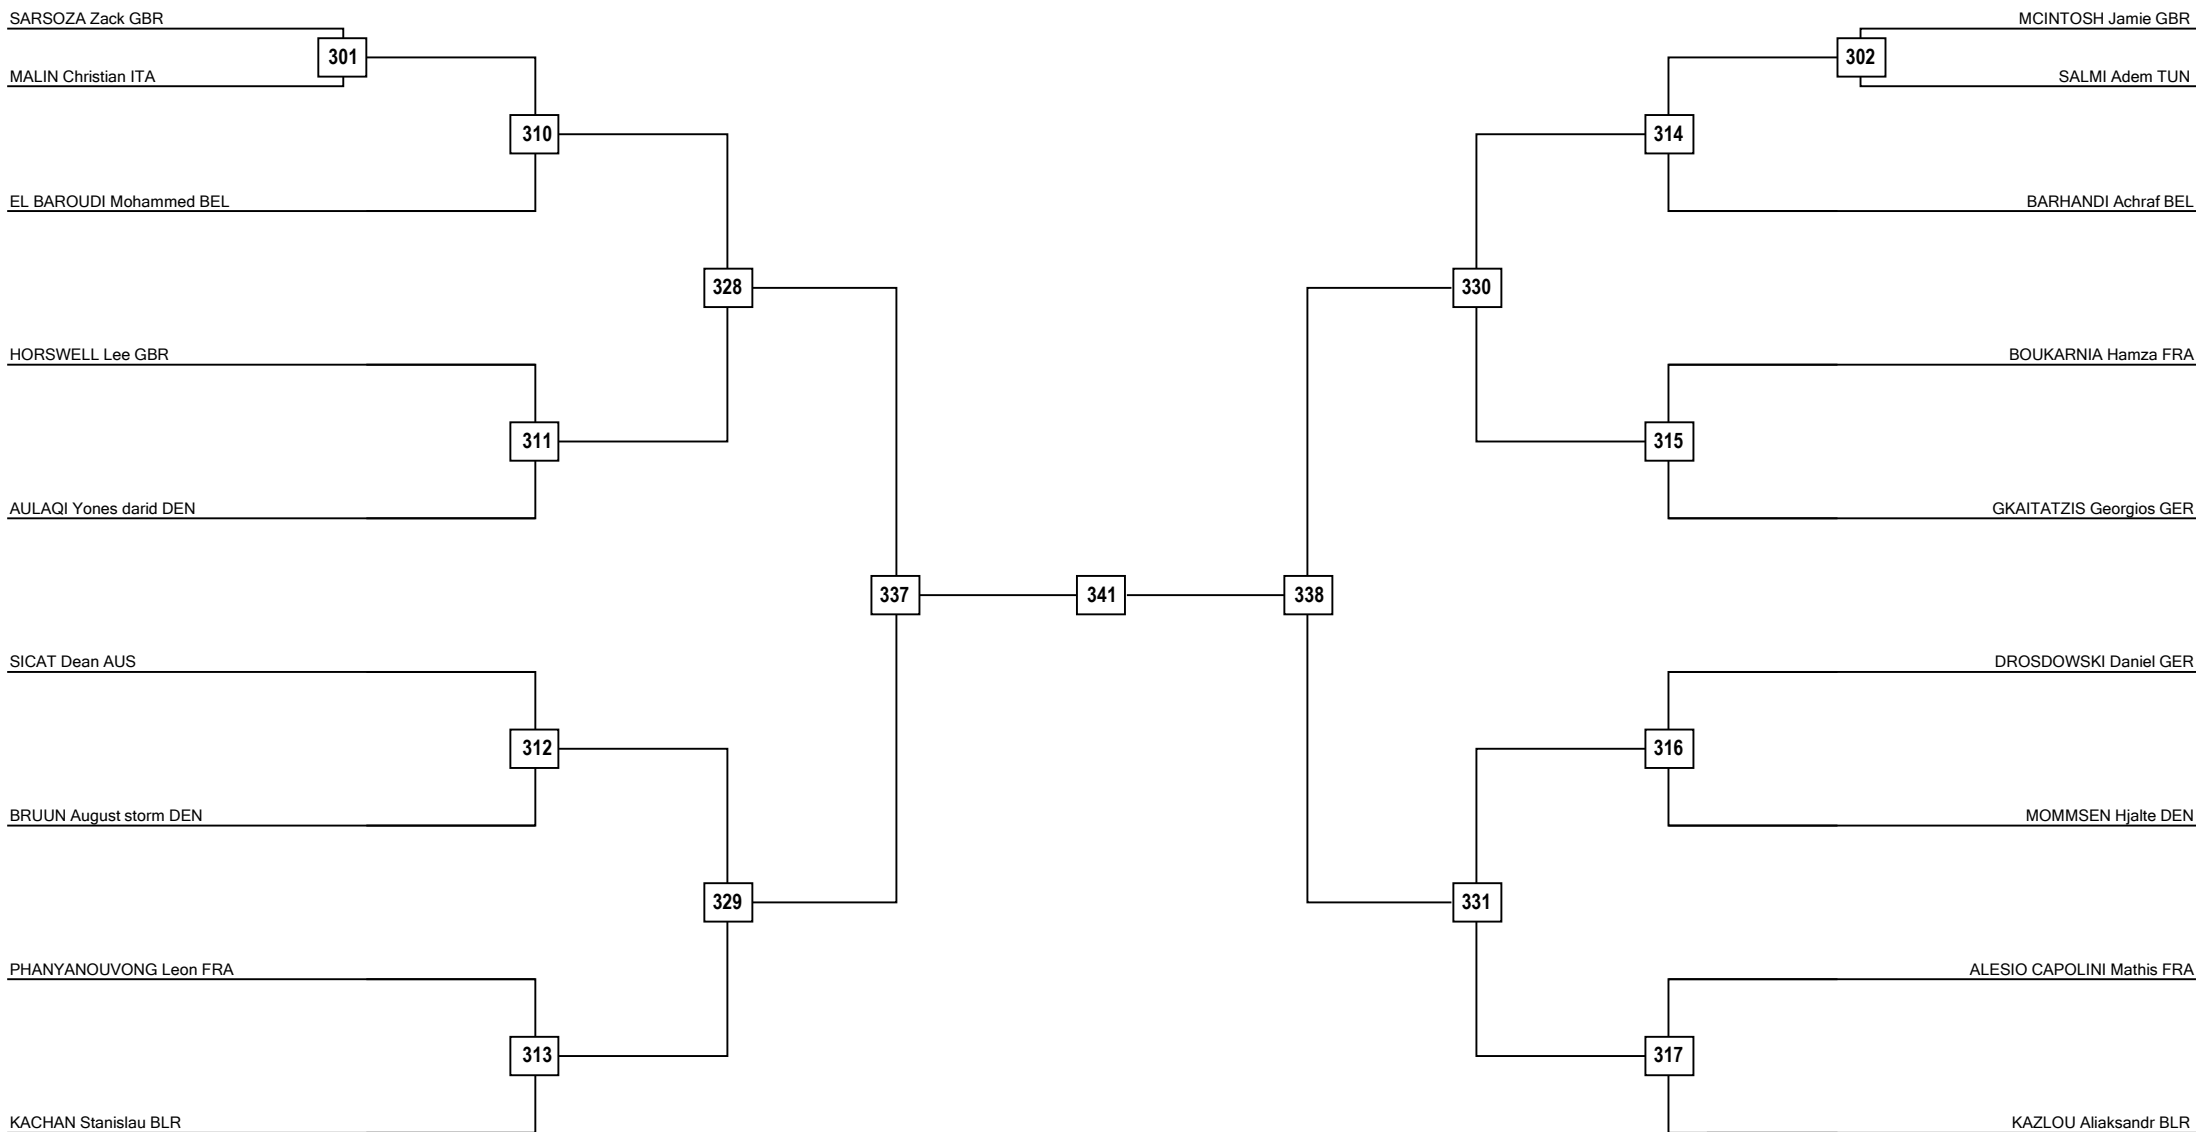 SARSOZA Zack GBR
MCINTOSH Jamie GBR
301
302
MALIN Christian ITA
SALMI Adem TUN
310
314
EL BAROUDI Mohammed BEL
BARHANDI Achraf BEL
328
330
HORSWELL Lee GBR
BOUKARNIA Hamza FRA
311
315
AULAQI Yones darid DEN
GKAITATZIS Georgios GER
337
341
338
SICAT Dean AUS
DROSDOWSKI Daniel GER
312
316
BRUUN August storm DEN
MOMMSEN Hjalte DEN
329
331
PHANYANOUVONG Leon FRA
ALESIO CAPOLINI Mathis FRA
313
317
KACHAN Stanislau BLR
KAZLOU Aliaksandr BLR